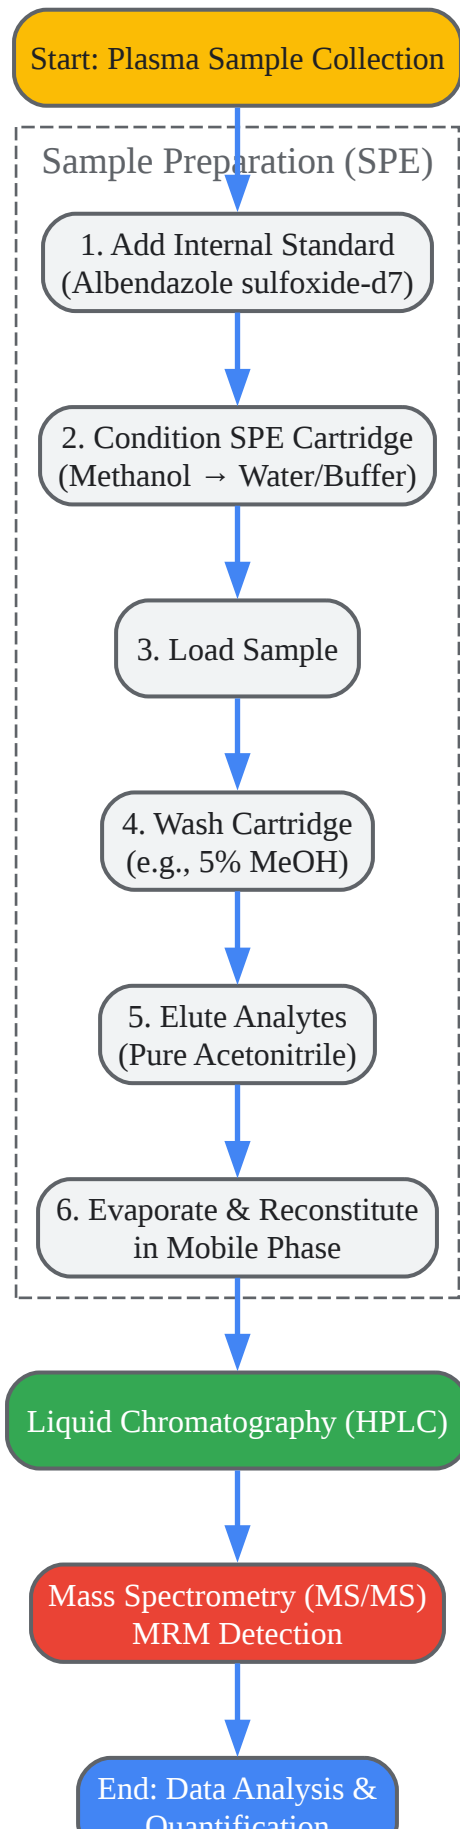 Start: Plasma Sample Collection
Sample Preparation (SPE)
1. Add Internal Standard
(Albendazole sulfoxide-d7)
2. Condition SPE Cartridge
(Methanol → Water/Buffer)
3. Load Sample
4. Wash Cartridge
(e.g., 5% MeOH)
5. Elute Analytes
(Pure Acetonitrile)
6. Evaporate & Reconstitute
in Mobile Phase
Liquid Chromatography (HPLC)
Mass Spectrometry (MS/MS)
MRM Detection
End: Data Analysis &
Quantification